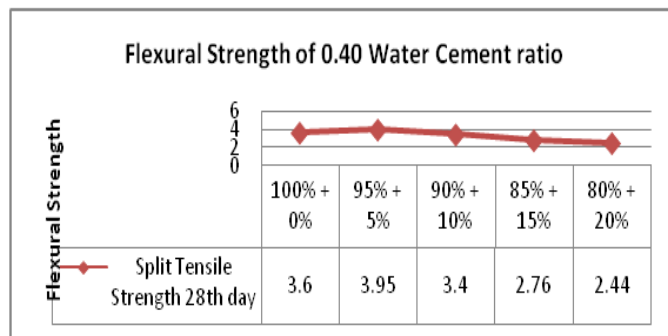 Flexural Strength of 0.40 Water Cement ratio
Flexural Strength
6
4
2
0
100% + 0%
95% + 5%
90% + 10%
85% + 15%
80% + 20%
Split Tensile
Strength 28th day
3.6
3.95
3.4
2.76
2.44